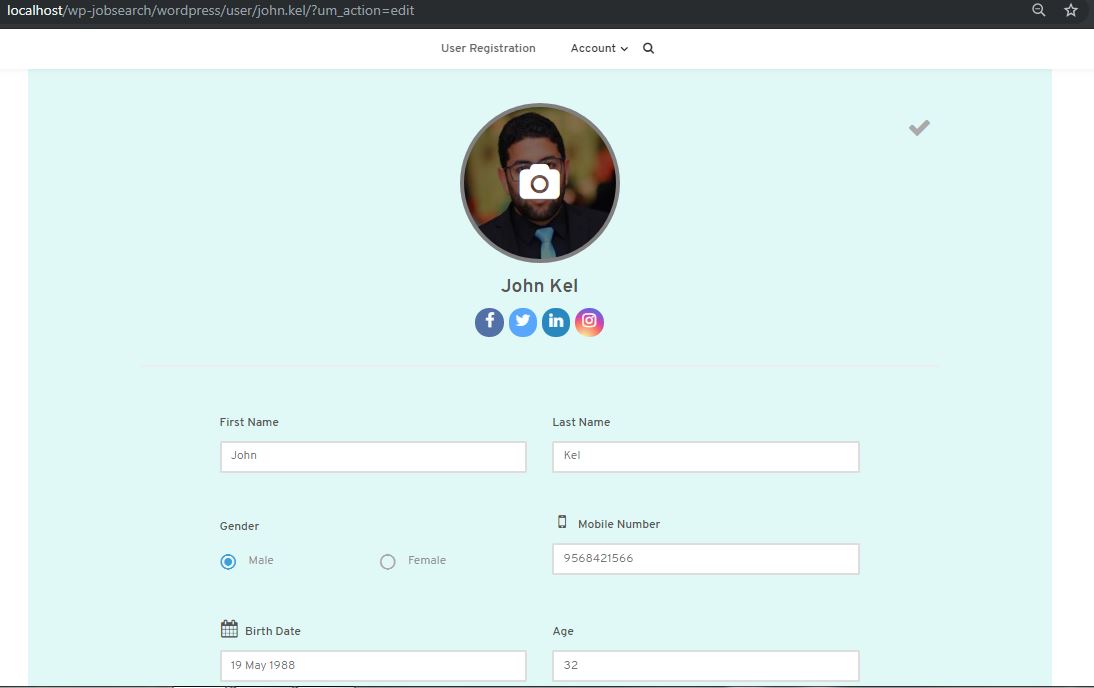 localhost/wp-jobsearch/wordpress/user/john.kel/?um_action=edit
User Registration Account
John Kel
First Name Last Name
John Kel
Gender Mobile Number
Male Female 9568421566
Birth Date Age
19 May 1988 32